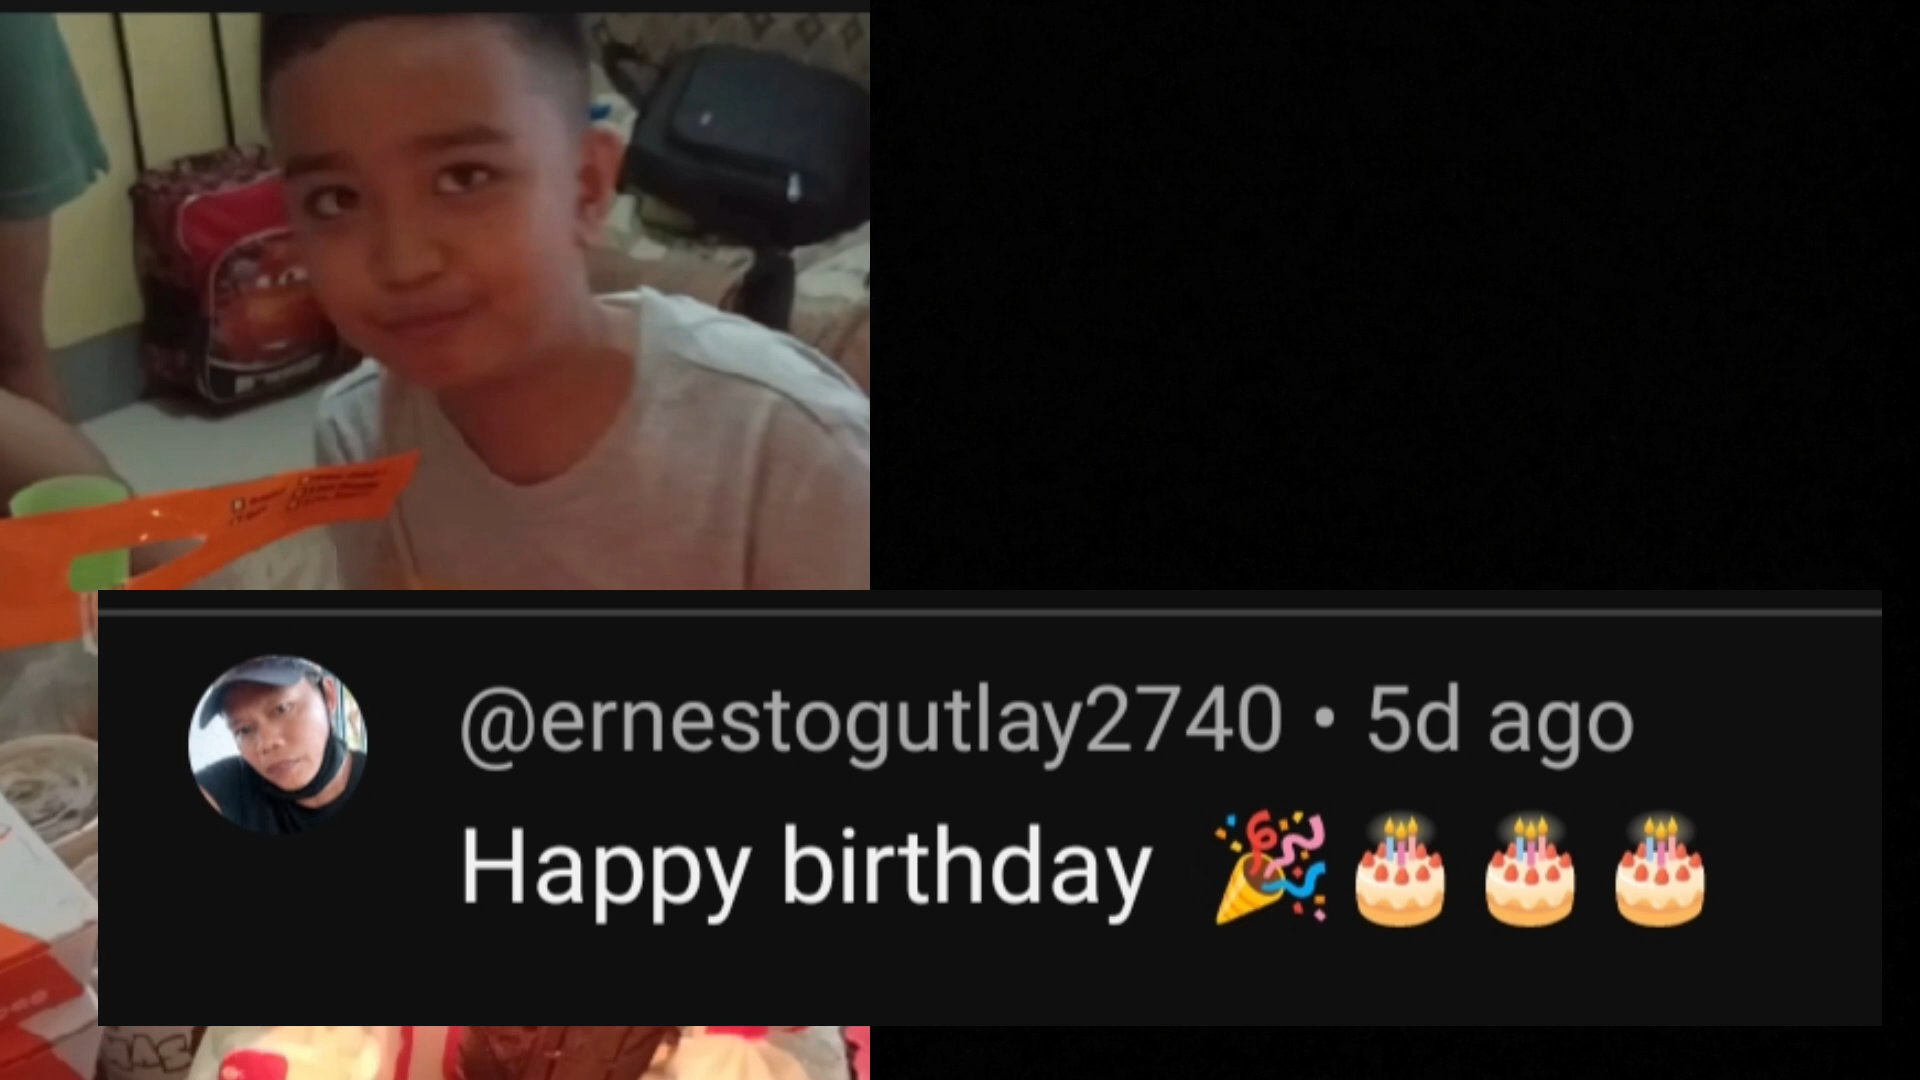 @ernestogutlay2740 • 5d ago
Happy birthday 🎉🎂🎂🎂